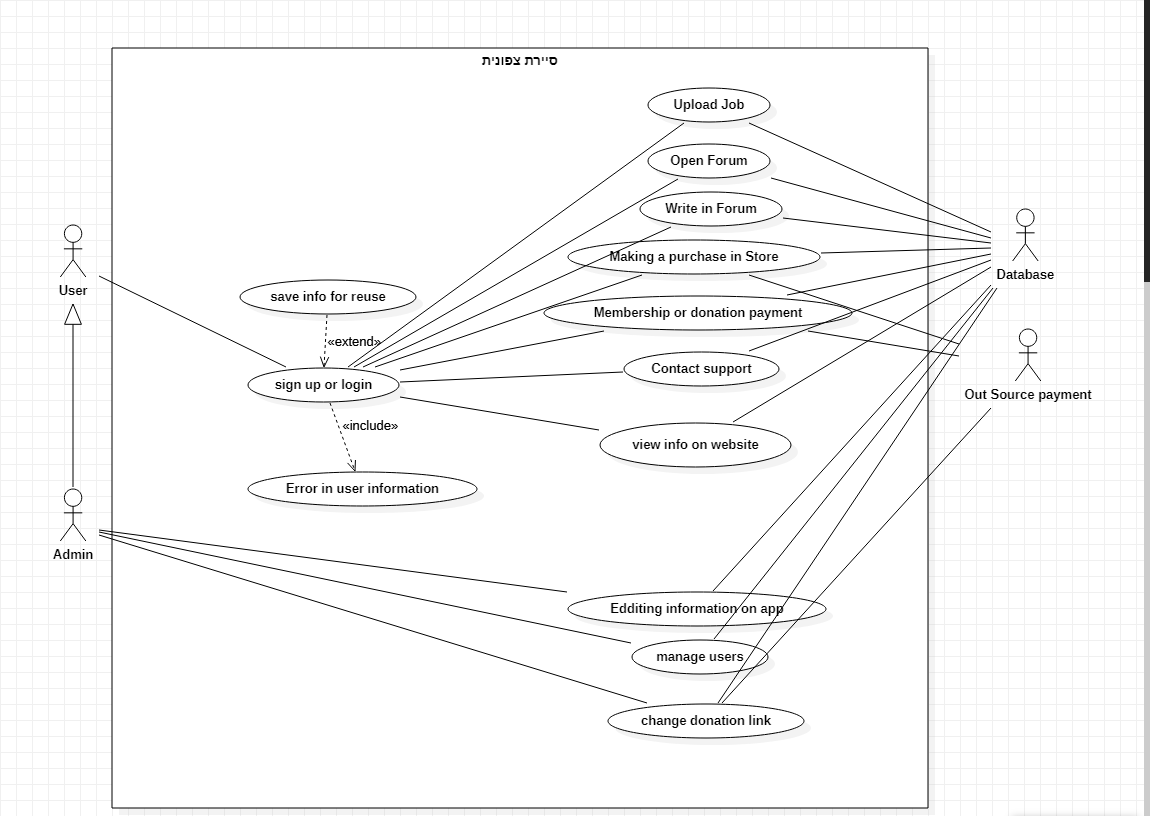 סיירת צפונית
Upload Job
Open Forum
Write in Forum
Making a purchase in Store
Membership or donation payment
Contact support
view info on website
save info for reuse
«extend»
sign up or login
«include»
Error in user information
User
Admin
Database
Out Source payment
Edditing information on app
manage users
change donation link